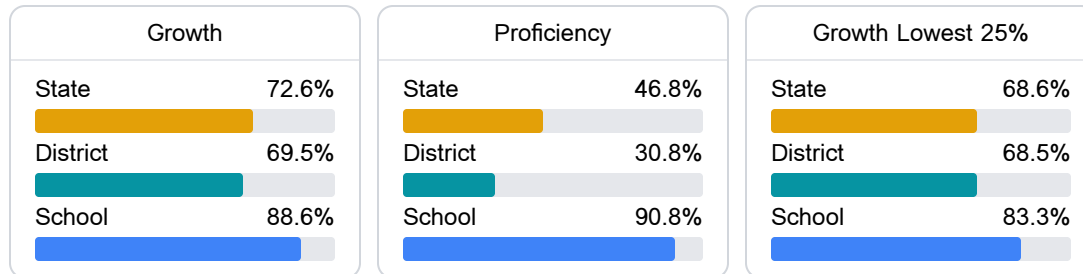 Growth
State 72.6%
District 69.5%
School 88.6%
Proficiency
State 46.8%
District 30.8%
School 90.8%
Growth Lowest 25%
State 68.6%
District 68.5%
School 83.3%